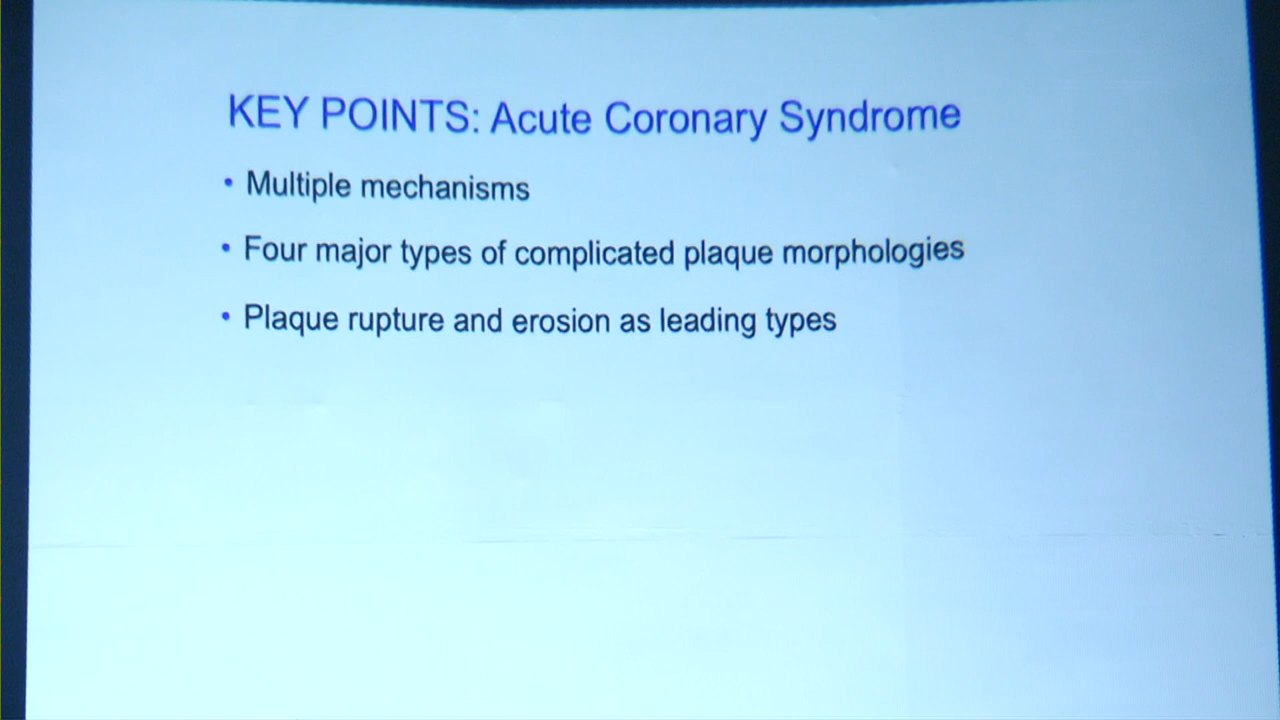 KEY POINTS: Acute Coronary Syndrome
• Multiple mechanisms
• Four major types of complicated plaque morphologies
• Plaque rupture and erosion as leading types